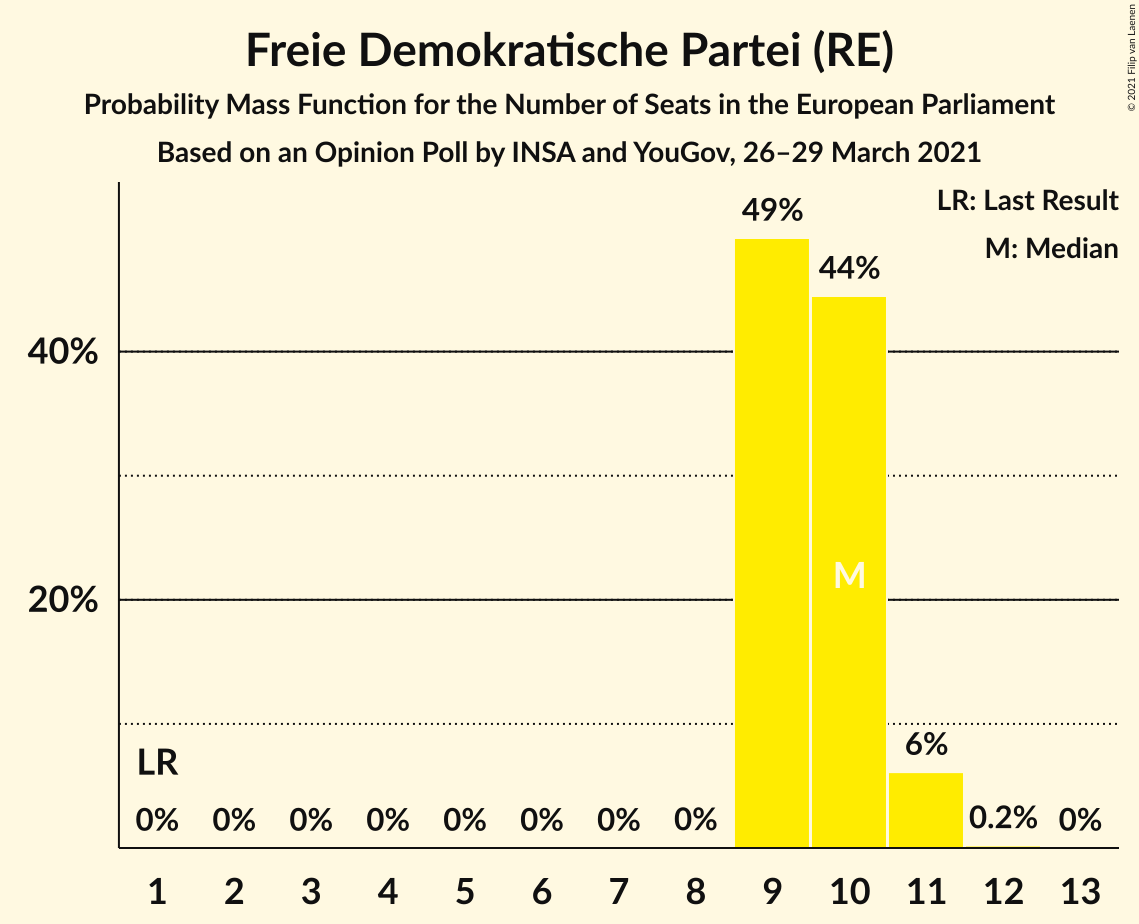 Freie Demokratische Partei (RE)
Probability Mass Function for the Number of Seats in the European Parliament
Based on an Opinion Poll by INSA and YouGov, 26–29 March 2021
© 2021 Filip van Laenen
LR: Last Result
M: Median
49%
44%
40%
M
20%
6%
LR
0% 0% 0% 0% 0% 0% 0% 0% 0.2% 0%
1 2 3 4 5 6 7 8 9 10 11 12 13